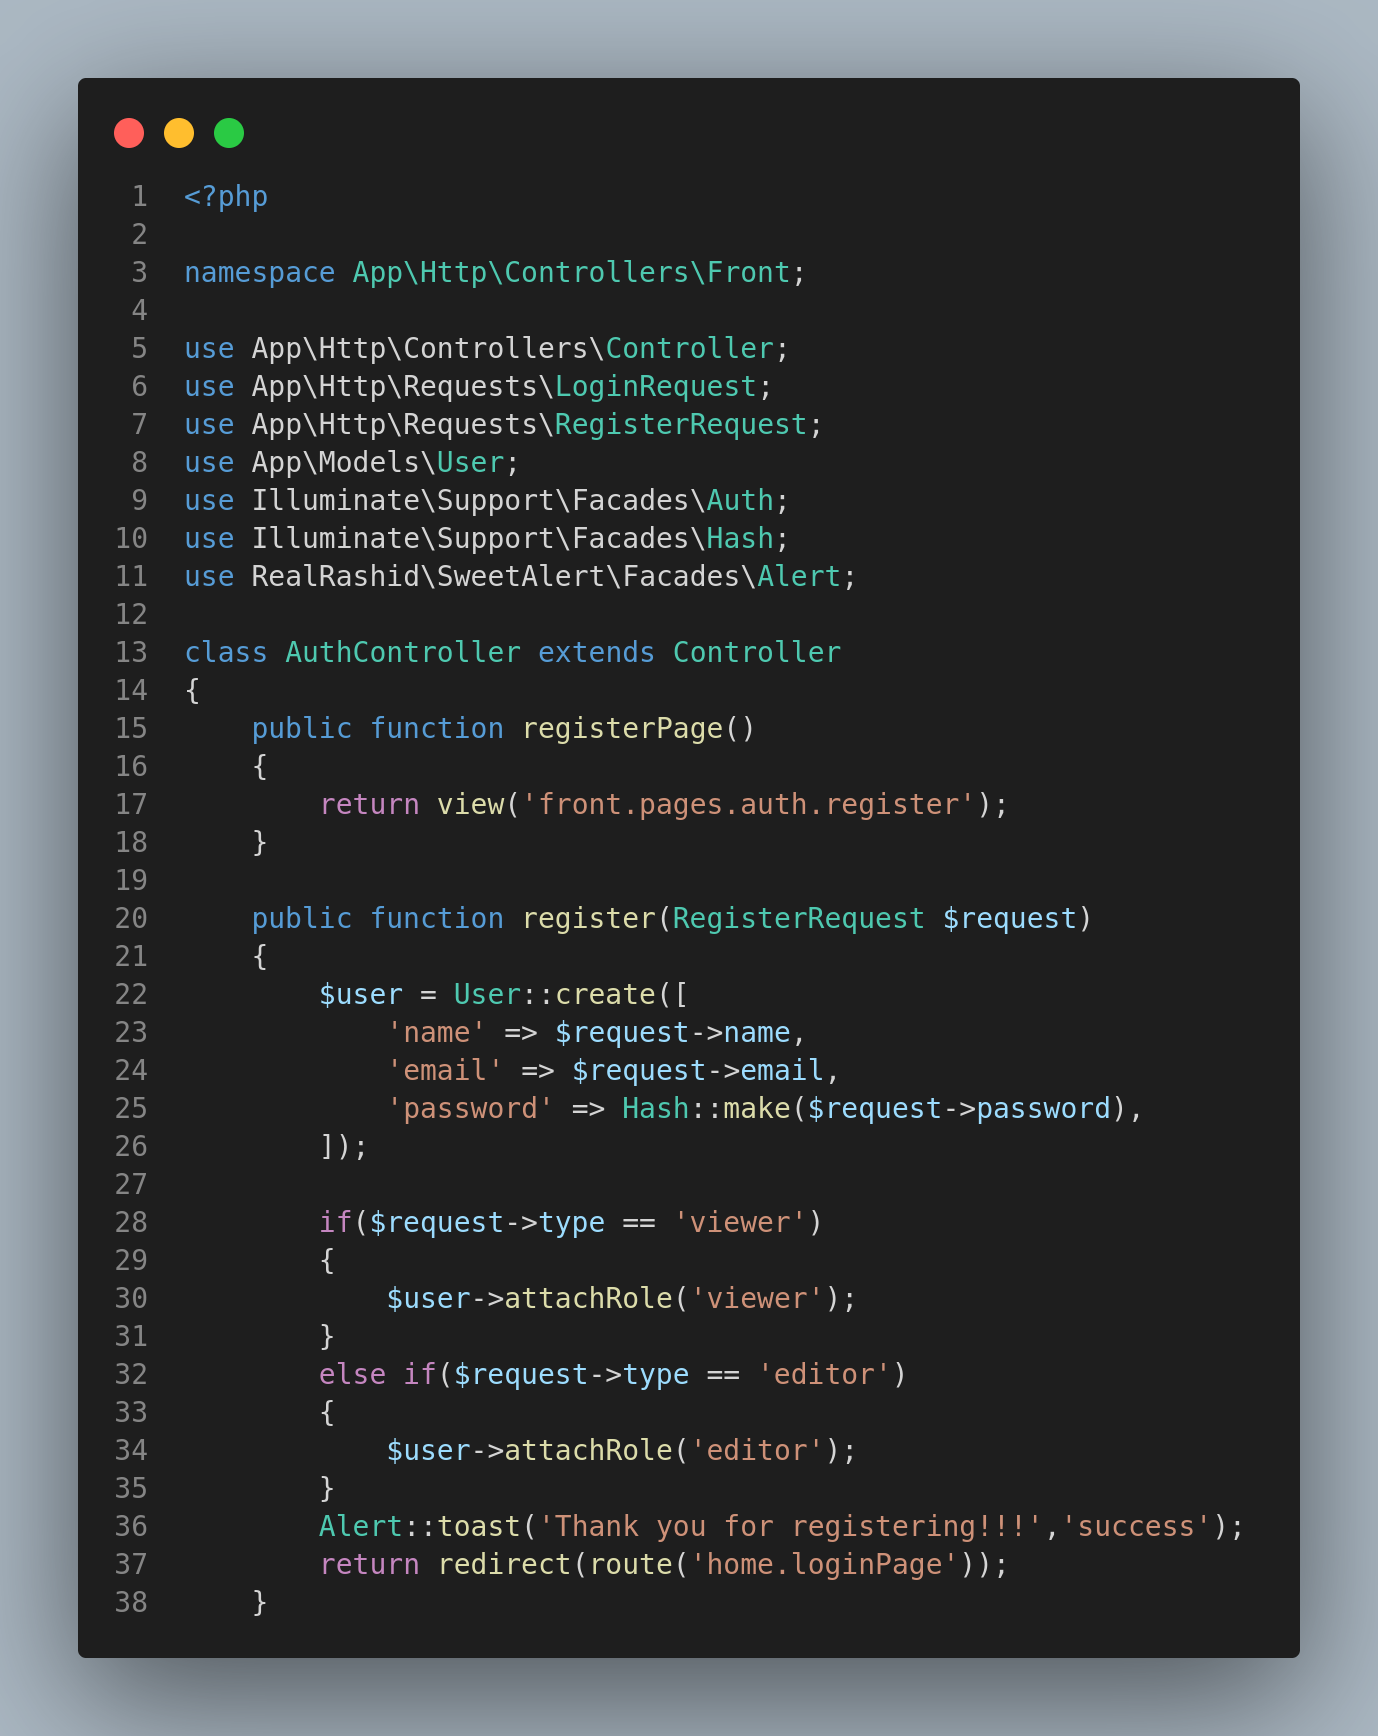 1 <?php
2
3 namespace App\Http\Controllers\Front;
4
5 use App\Http\Controllers\Controller;
6 use App\Http\Requests\LoginRequest;
7 use App\Http\Requests\RegisterRequest;
8 use App\Models\User;
9 use Illuminate\Support\Facades\Auth;
10 use Illuminate\Support\Facades\Hash;
11 use RealRashid\SweetAlert\Facades\Alert;
12
13 class AuthController extends Controller
14 {
15     public function registerPage()
16     {
17         return view('front.pages.auth.register');
18     }
19
20     public function register(RegisterRequest $request)
21     {
22         $user = User::create([
23             'name' => $request->name,
24             'email' => $request->email,
25             'password' => Hash::make($request->password),
26         ]);
27
28         if($request->type == 'viewer')
29         {
30             $user->attachRole('viewer');
31         }
32         else if($request->type == 'editor')
33         {
34             $user->attachRole('editor');
35         }
36         Alert::toast('Thank you for registering!!!','success');
37         return redirect(route('home.loginPage'));
38     }